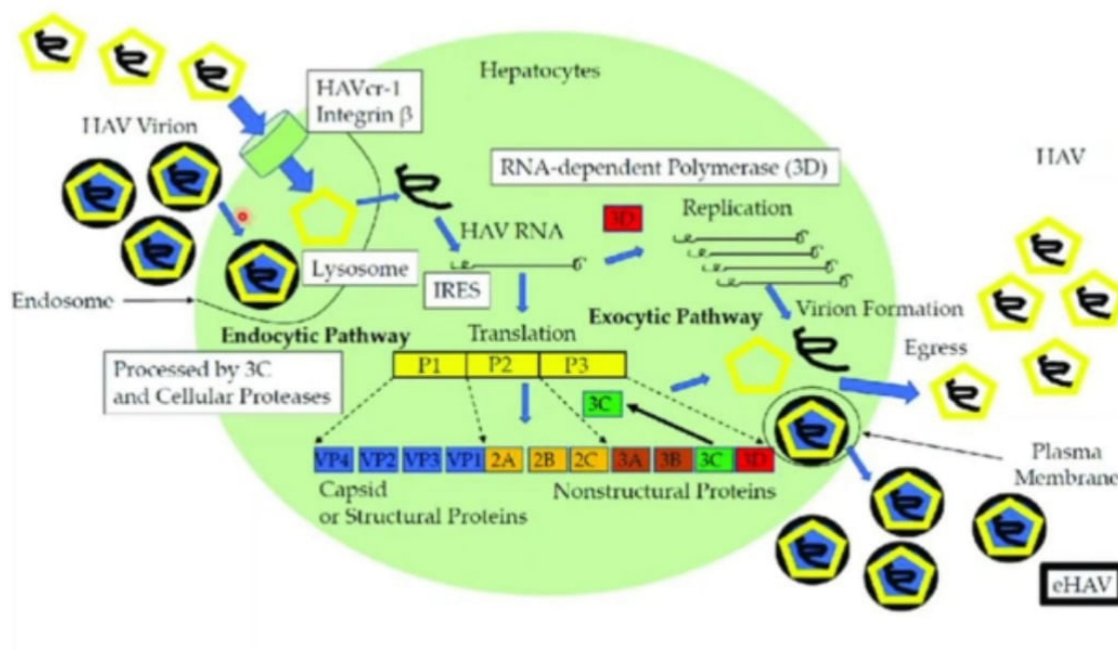 Hepatocytes
HAVcr-1
Integrin β
HAV Virion
RNA-dependent Polymerase (3D)
HAV
3D
Replication
HAV RNA
Lysosome
IRES
Endosome
Endocytic Pathway
Exocytic Pathway
Virion Formation
Translation
Egress
Processed by 3C
and Cellular Proteases
P1 P2 P3
3C
VP4 VP2 VP3 VP1 2A 2B 2C 3A 3B 3C 3D
Plasma
Membrane
Capsid
or Structural Proteins
Nonstructural Proteins
eHAV